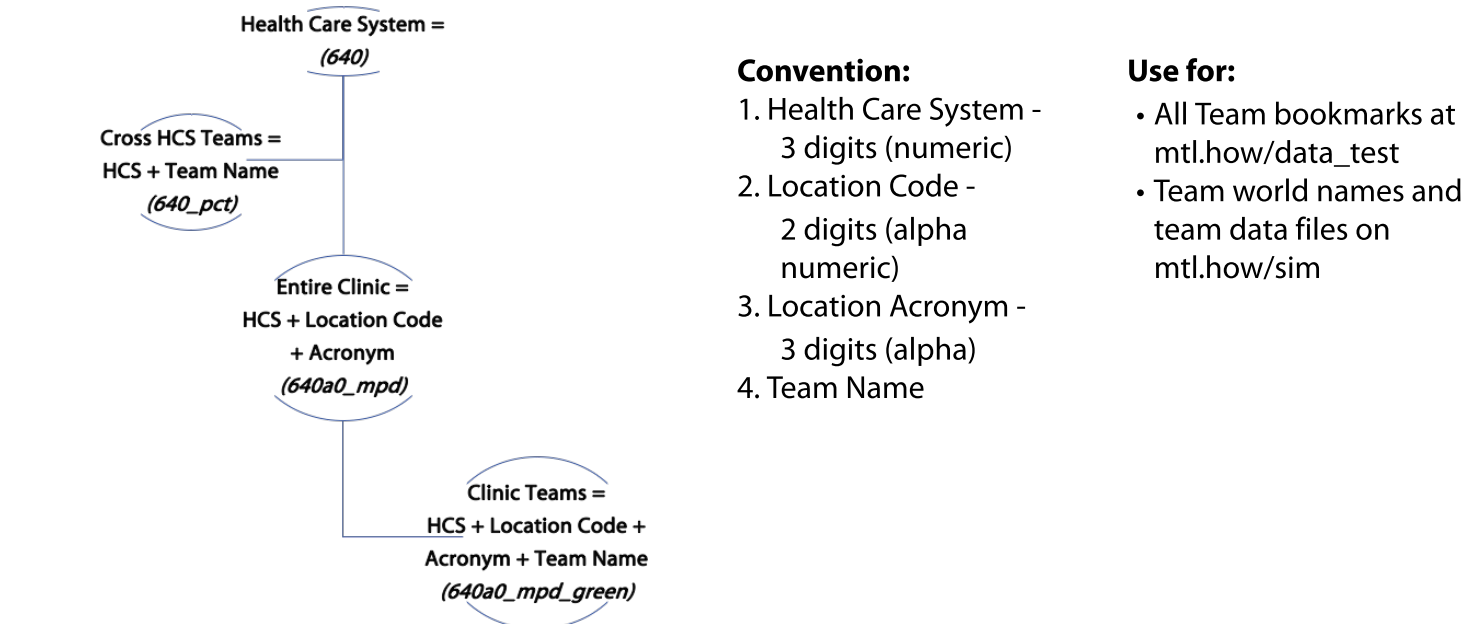 Health Care System =
(640)
Cross HCS Teams =
HCS + Team Name
(640_pct)
Entire Clinic =
HCS + Location Code
+ Acronym
(640a0_mpd)
Clinic Teams =
HCS + Location Code +
Acronym + Team Name
(640a0_mpd_green)
Convention:
1. Health Care System -
3 digits (numeric)
2. Location Code -
2 digits (alpha
numeric)
3. Location Acronym -
3 digits (alpha)
4. Team Name
Use for:
• All Team bookmarks at
mtl.how/data_test
• Team world names and
team data files on
mtl.how/sim